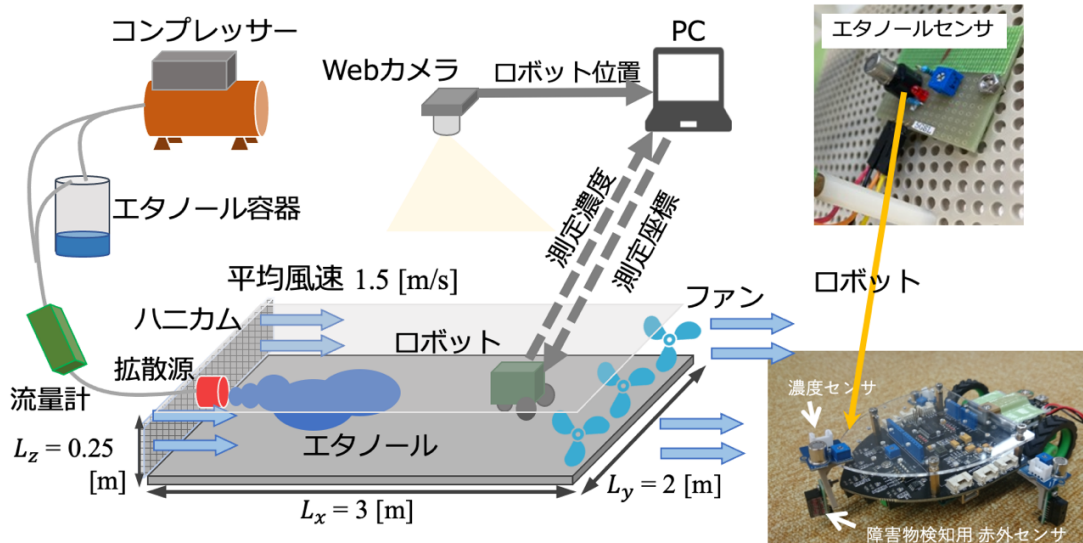 コンプレッサー
Webカメラ
ロボット位置
PC
エタノールセンサ
エタノール容器
測定濃度
測定座標
平均風速 1.5 [m/s]
ファン
ロボット
ハニカム
ロボット
拡散源
流量計
濃度センサ
エタノール
L_z = 0.25
[m]
L_x = 3 [m]
L_y = 2 [m]
障害物検知用 赤外センサ